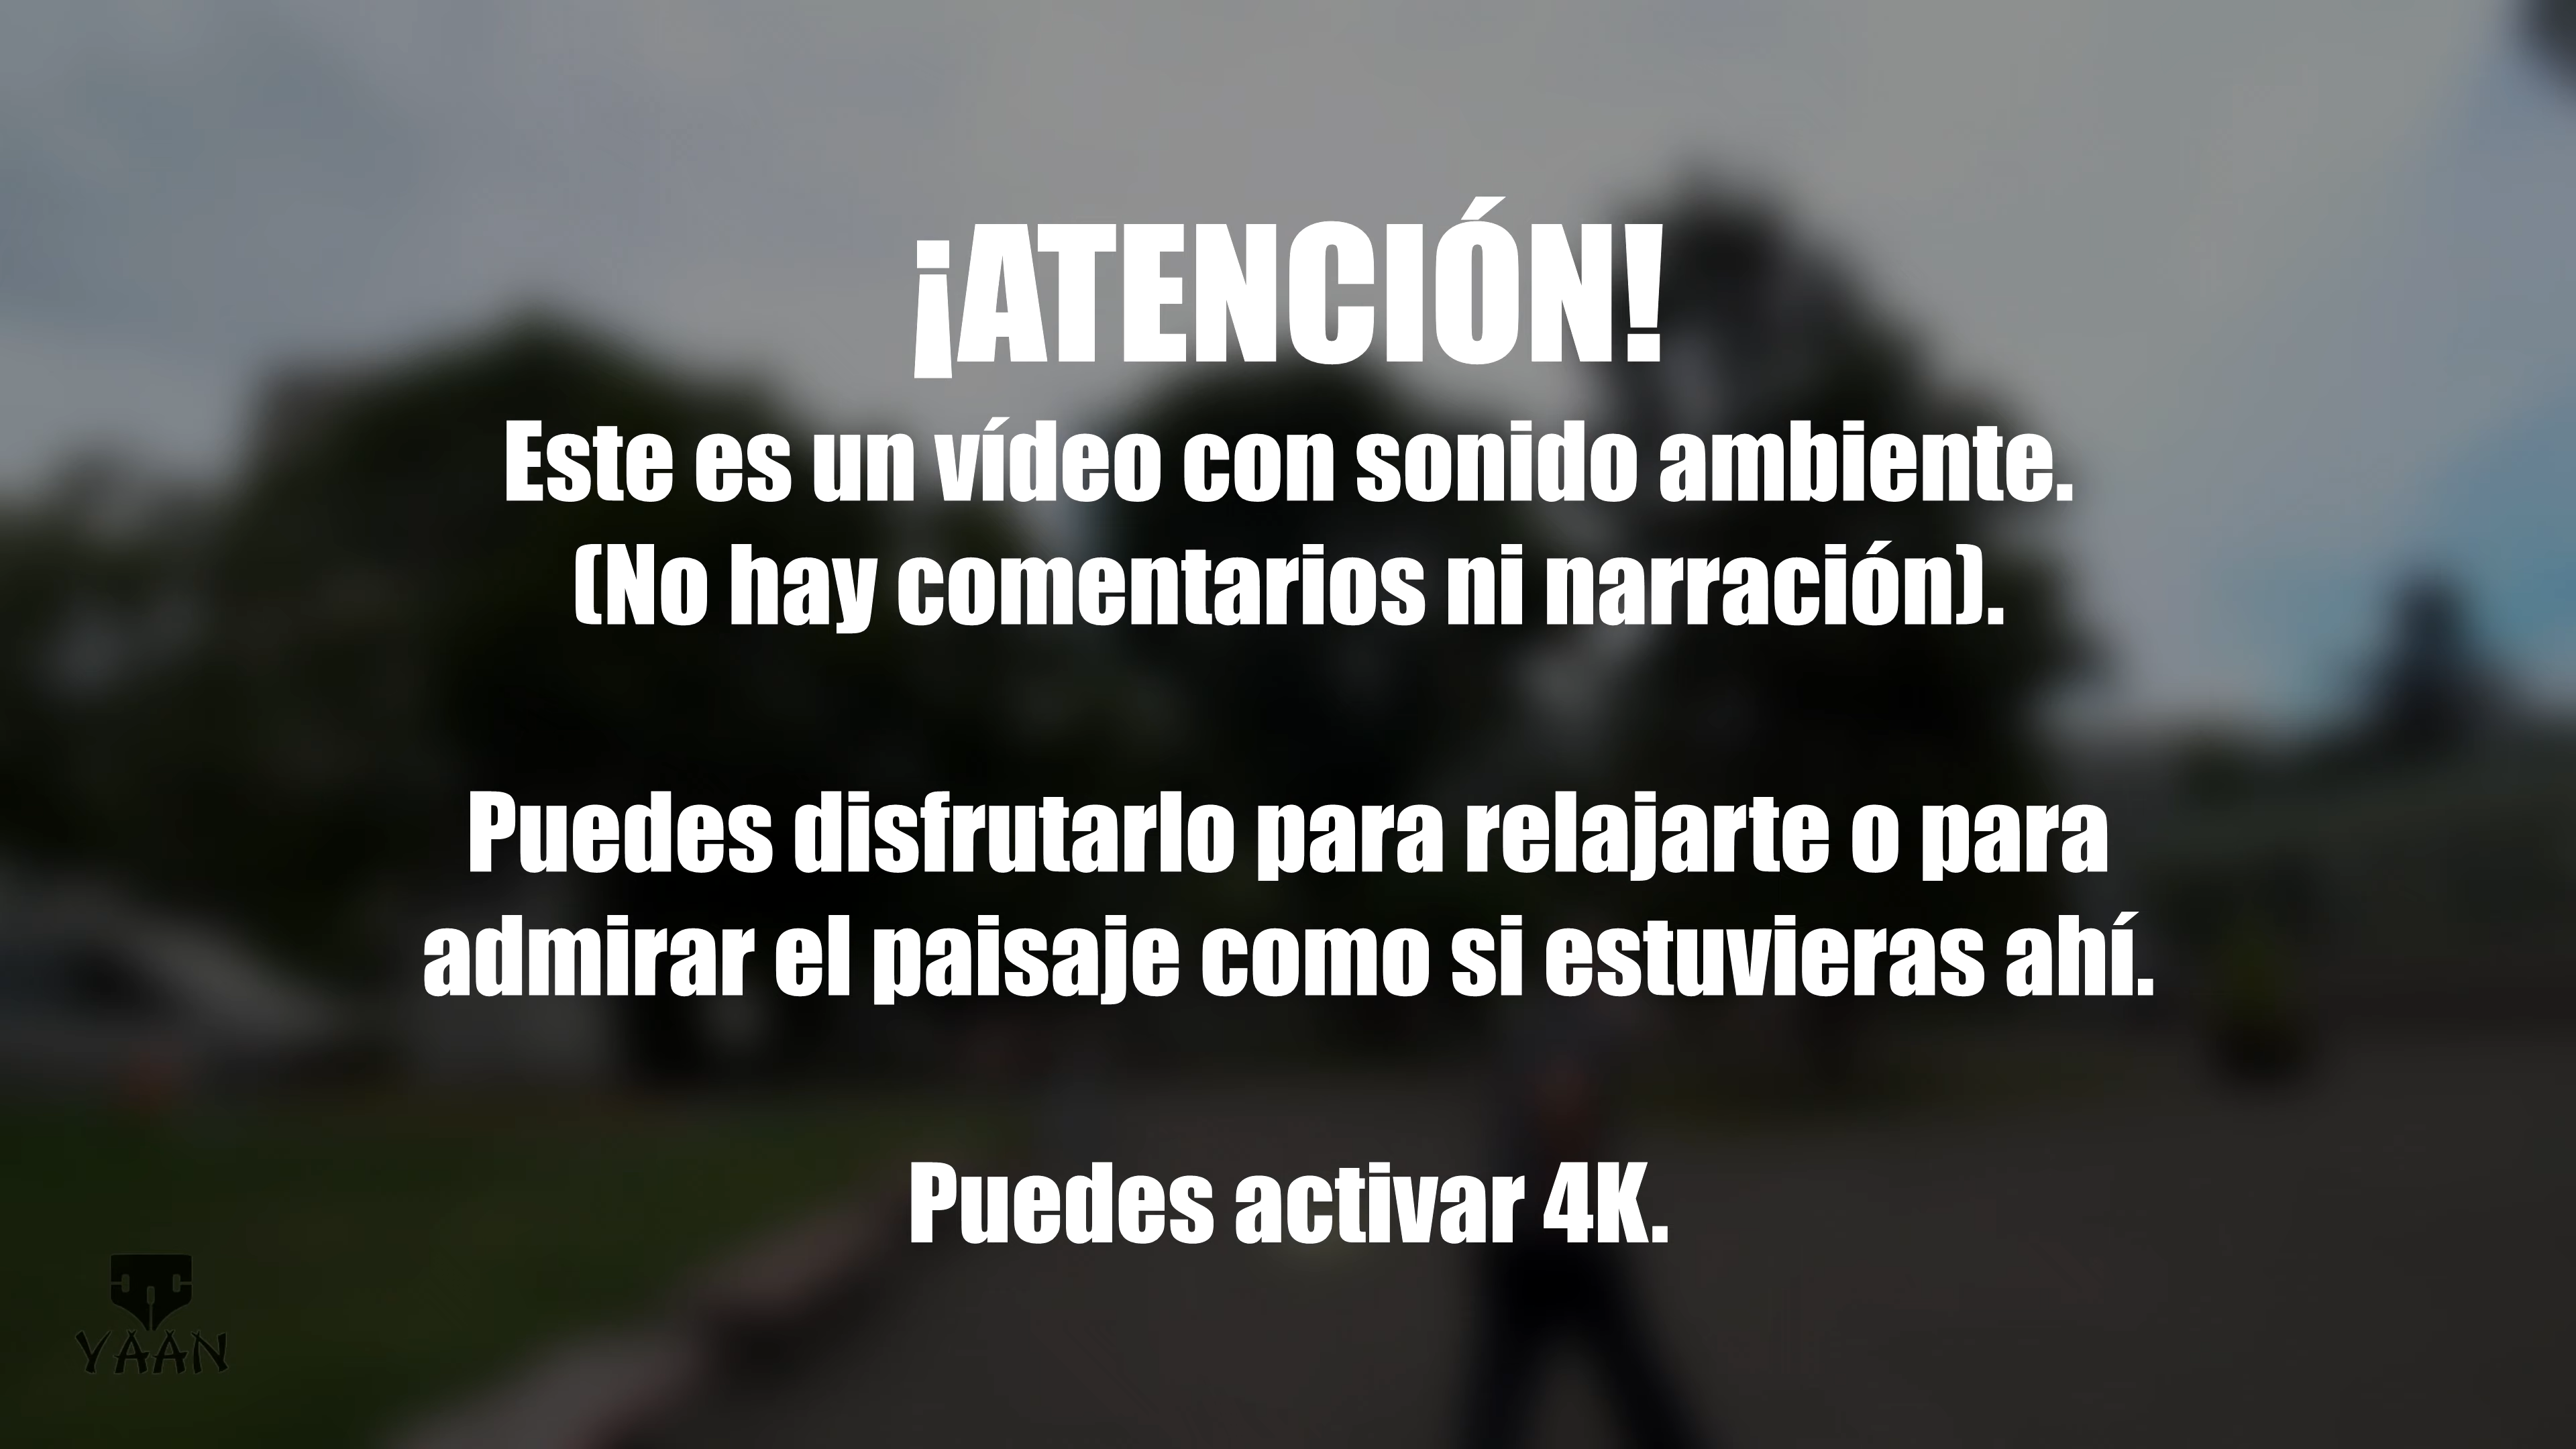 ¡ATENCIÓN!
Este es un vídeo con sonido ambiente.
(No hay comentarios ni narración).
Puedes disfrutarlo para relajarte o para
admirar el paisaje como si estuvieras ahí.
Puedes activar 4K.
YAAN